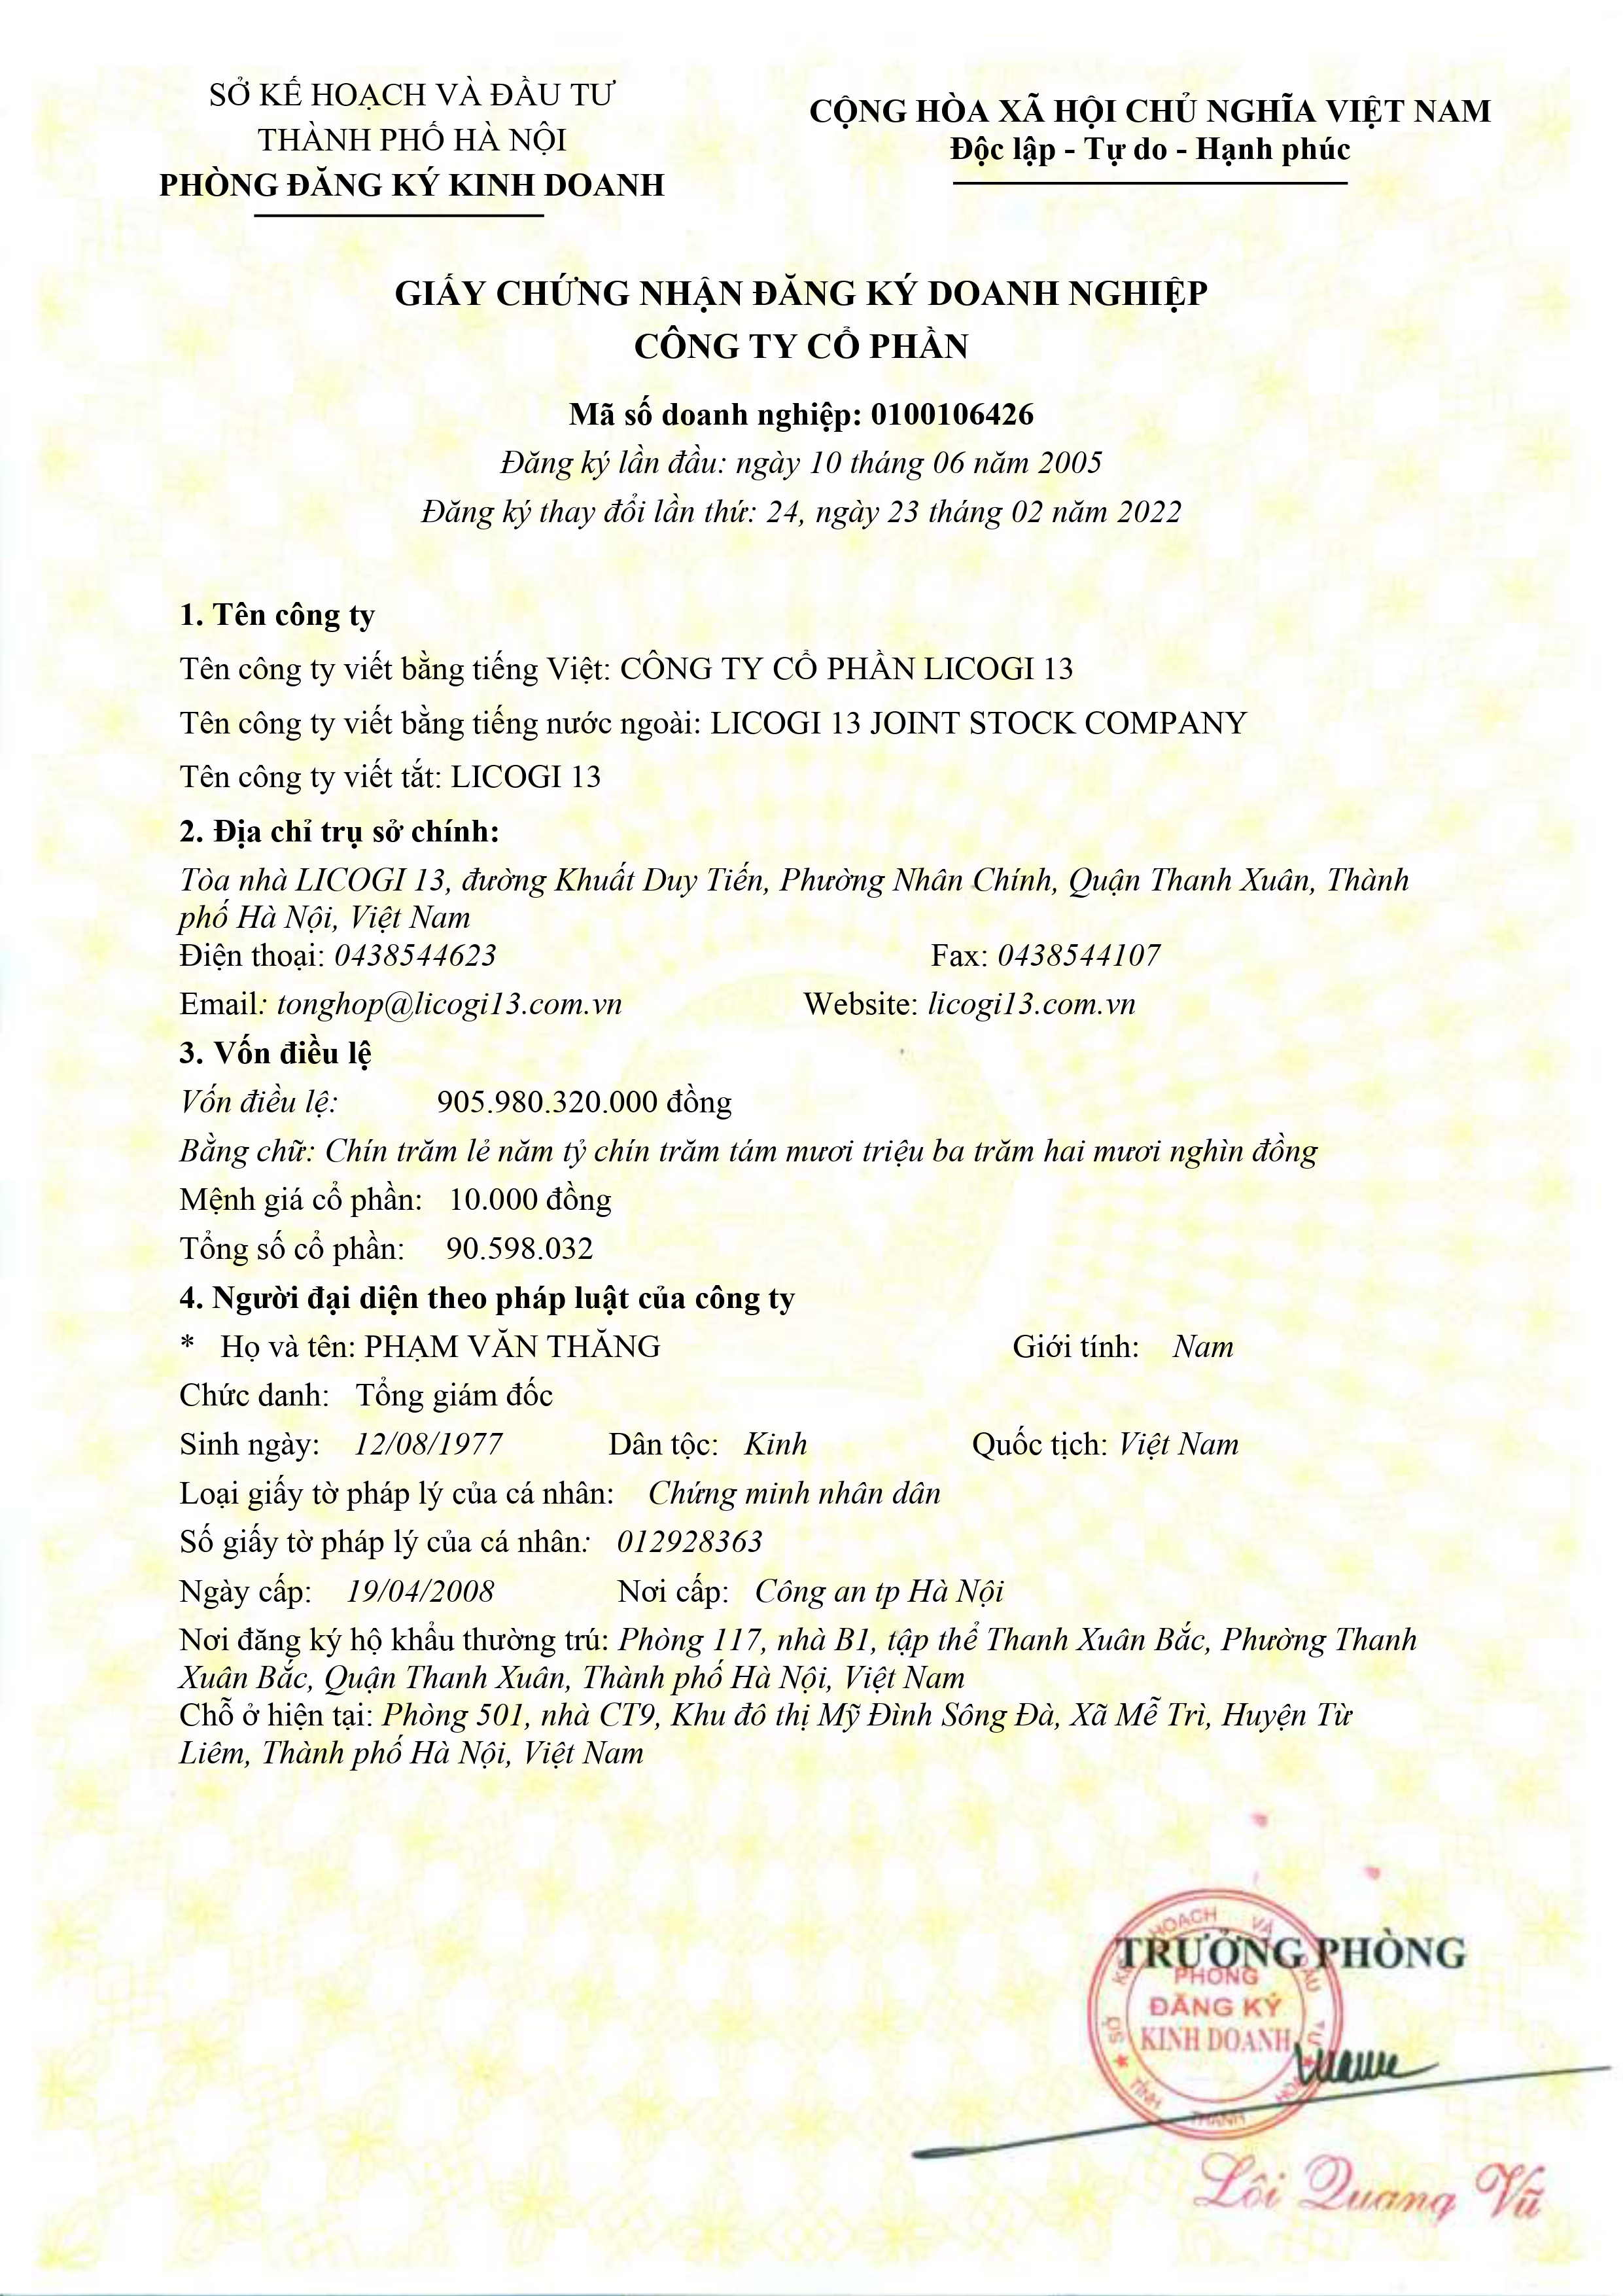 SỞ KẾ HOẠCH VÀ ĐẦU TƯ
THÀNH PHỐ HÀ NỘI
PHÒNG ĐĂNG KÝ KINH DOANH
CỘNG HÒA XÃ HỘI CHỦ NGHĨA VIỆT NAM
Độc lập - Tự do - Hạnh phúc
GIẤY CHỨNG NHẬN ĐĂNG KÝ DOANH NGHIỆP
CÔNG TY CỔ PHẦN
Mã số doanh nghiệp: 0100106426
Đăng ký lần đầu: ngày 10 tháng 06 năm 2005
Đăng ký thay đổi lần thứ: 24, ngày 23 tháng 02 năm 2022
1. Tên công ty
Tên công ty viết bằng tiếng Việt: CÔNG TY CỔ PHẦN LICOGI 13
Tên công ty viết bằng tiếng nước ngoài: LICOGI 13 JOINT STOCK COMPANY
Tên công ty viết tắt: LICOGI 13
2. Địa chỉ trụ sở chính:
Tòa nhà LICOGI 13, đường Khuất Duy Tiến, Phường Nhân Chính, Quận Thanh Xuân, Thành
phố Hà Nội, Việt Nam
Điện thoại: 0438544623 Fax: 0438544107
Email: tonghop@licogi13.com.vn Website: licogi13.com.vn
3. Vốn điều lệ
Vốn điều lệ: 905.980.320.000 đồng
Bằng chữ: Chín trăm lẻ năm tỷ chín trăm tám mươi triệu ba trăm hai mươi nghìn đồng
Mệnh giá cổ phần: 10.000 đồng
Tổng số cổ phần: 90.598.032
4. Người đại diện theo pháp luật của công ty
* Họ và tên: PHẠM VĂN THĂNG Giới tính: Nam
Chức danh: Tổng giám đốc
Sinh ngày: 12/08/1977 Dân tộc: Kinh Quốc tịch: Việt Nam
Loại giấy tờ pháp lý của cá nhân: Chứng minh nhân dân
Số giấy tờ pháp lý của cá nhân: 012928363
Ngày cấp: 19/04/2008 Nơi cấp: Công an tp Hà Nội
Nơi đăng ký hộ khẩu thường trú: Phòng 117, nhà B1, tập thể Thanh Xuân Bắc, Phường Thanh
Xuân Bắc, Quận Thanh Xuân, Thành phố Hà Nội, Việt Nam
Chỗ ở hiện tại: Phòng 501, nhà CT9, Khu đô thị Mỹ Đình Sông Đà, Xã Mễ Trì, Huyện Từ
Liêm, Thành phố Hà Nội, Việt Nam
TRƯỞNG PHÒNG
PHÒNG
ĐĂNG KÝ
KINH DOANH
HOẠCH VÀ
TỈNH THANH
Lôi Quang Vũ